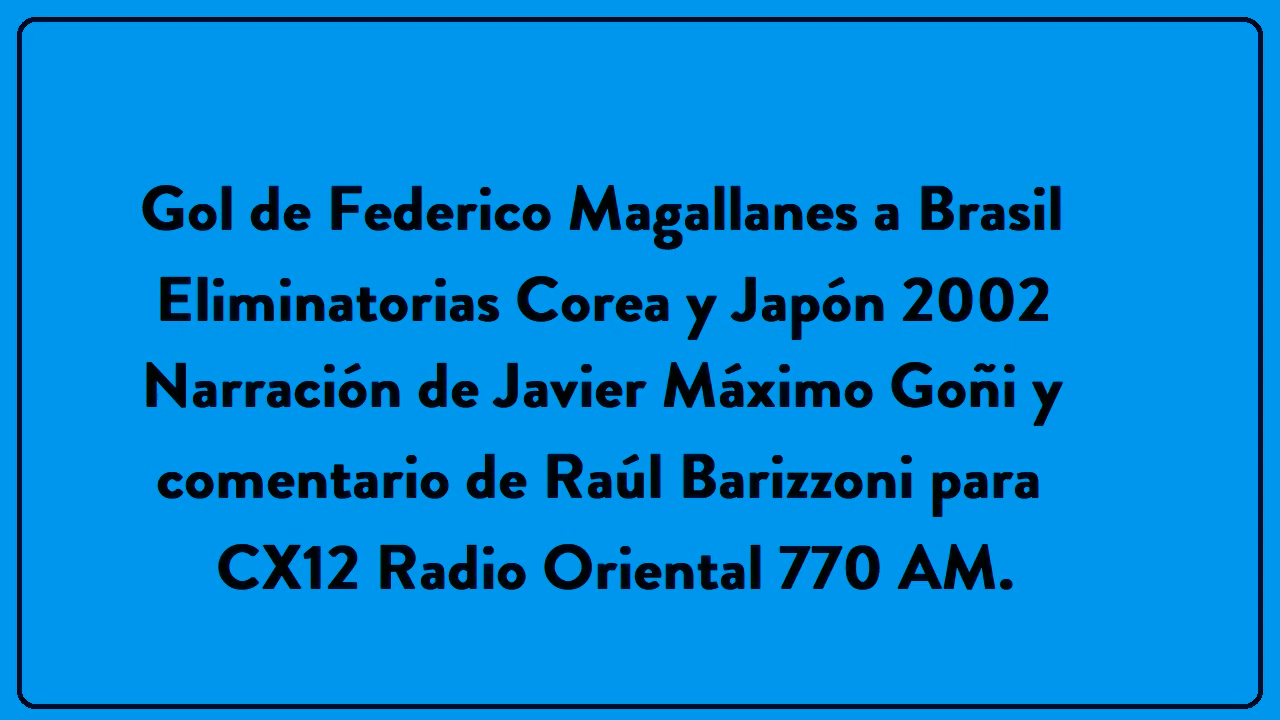 Gol de Federico Magallanes a Brasil
Eliminatorias Corea y Japón 2002
Narración de Javier Máximo Goñi y
comentario de Raúl Barizzoni para
CX12 Radio Oriental 770 AM.